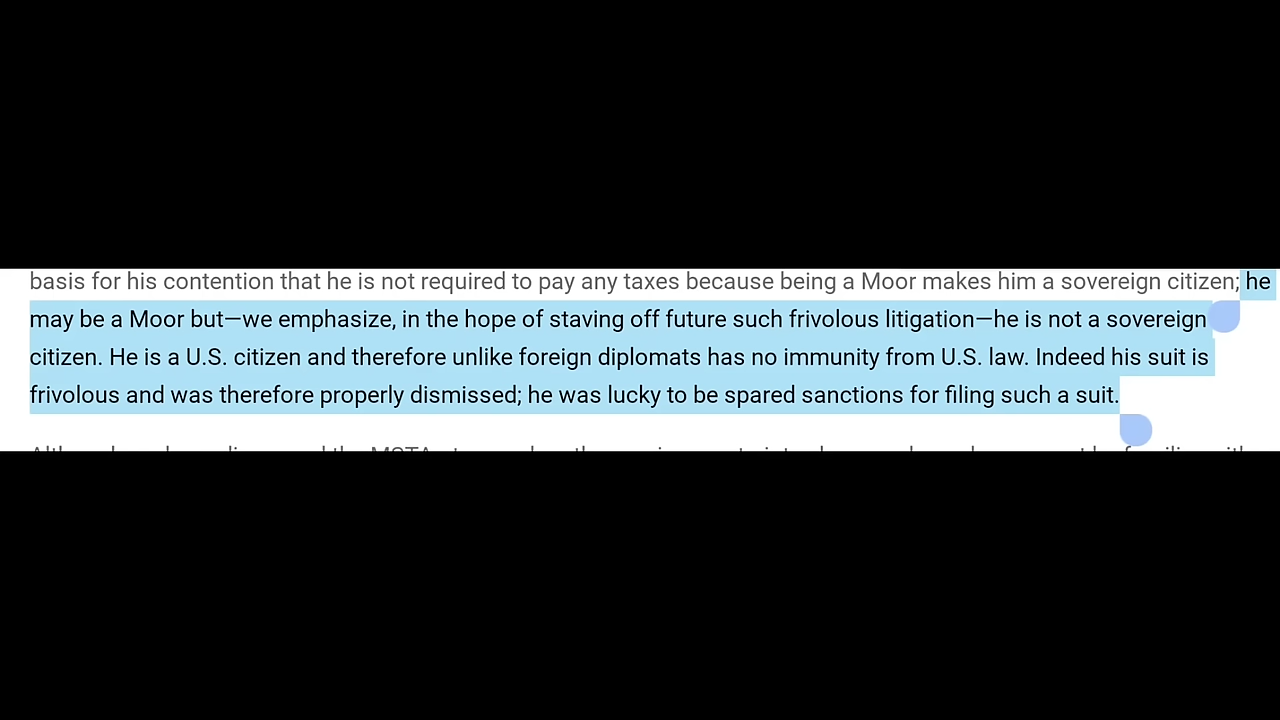 basis for his contention that he is not required to pay any taxes because being a Moor makes him a sovereign citizen; he
may be a Moor but—we emphasize, in the hope of staving off future such frivolous litigation—he is not a sovereign
citizen. He is a U.S. citizen and therefore unlike foreign diplomats has no immunity from U.S. law. Indeed his suit is
frivolous and was therefore properly dismissed; he was lucky to be spared sanctions for filing such a suit.